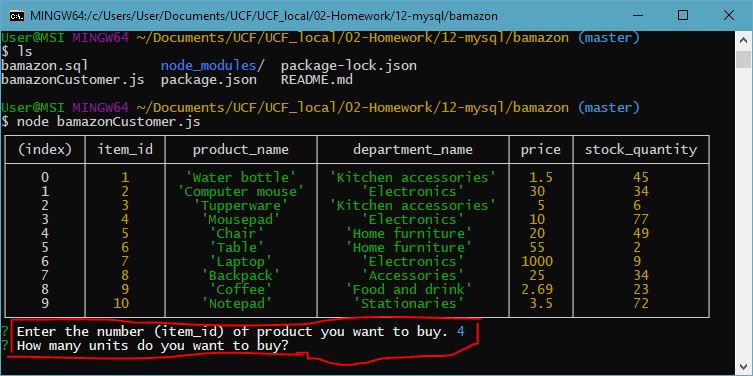 MINGW64:/c/Users/User/Documents/UCF/UCF_local/02-Homework/12-mysql/bamazon
User@MSI MINGW64 ~/Documents/UCF/UCF_local/02-Homework/12-mysql/bamazon (master)
$ ls
bamazon.sql node_modules/ package-lock.json
bamazonCustomer.js package.json README.md
User@MSI MINGW64 ~/Documents/UCF/UCF_local/02-Homework/12-mysql/bamazon (master)
$ node bamazonCustomer.js
(index) item_id product_name department_name price stock_quantity
0 1 'Water bottle' 'Kitchen accessories' 1.5 45
1 2 'Computer mouse' 'Electronics' 30 34
2 3 'Tupperware' 'Kitchen accessories' 5 6
3 4 'Mousepad' 'Electronics' 10 77
4 5 'Chair' 'Home furniture' 20 49
5 6 'Table' 'Home furniture' 55 2
6 7 'Laptop' 'Electronics' 1000 9
7 8 'Backpack' 'Accessories' 25 34
8 9 'Coffee' 'Food and drink' 2.69 23
9 10 'Notepad' 'Stationaries' 3.5 72
? Enter the number (item_id) of product you want to buy. 4
? How many units do you want to buy?